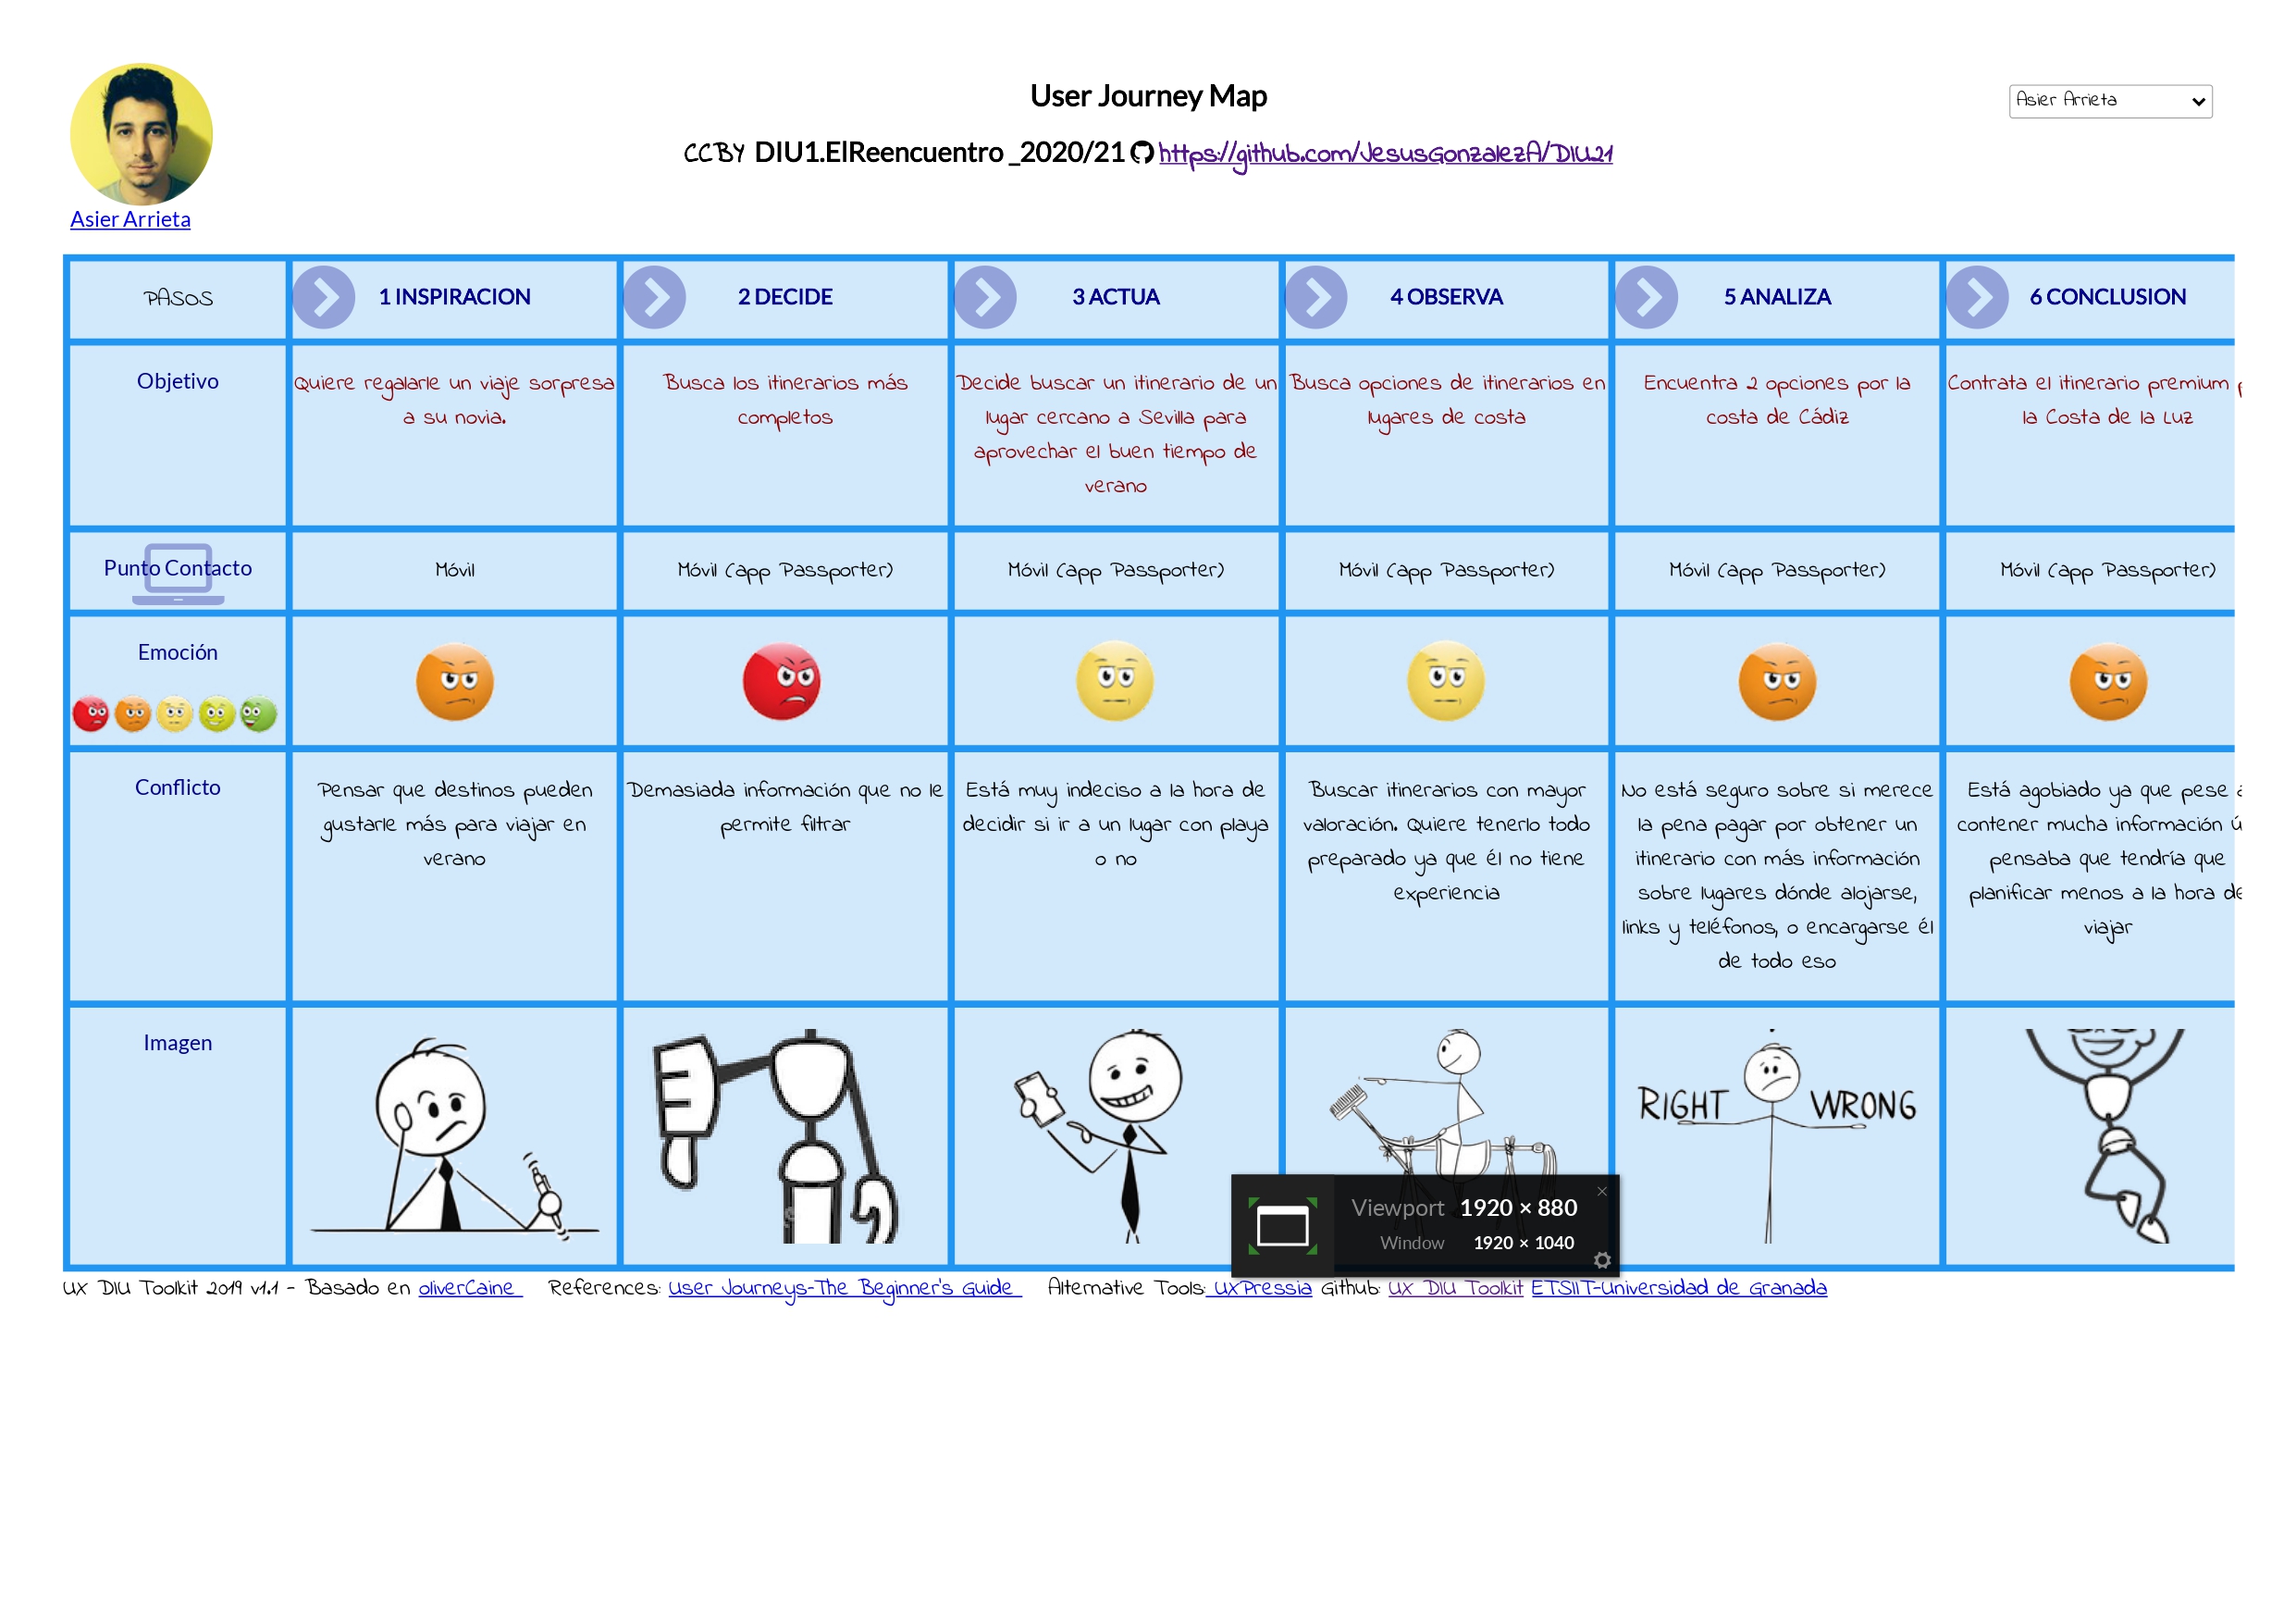 User Journey Map
Asier Arrieta
CCBY DIU1.ElReencuentro_2020/21 https://github.com/JesusGonzalezA/DIU21
Asier Arrieta
PASOS
1 INSPIRACION
2 DECIDE
3 ACTUA
4 OBSERVA
5 ANALIZA
6 CONCLUSION
Objetivo
Quiere regalarle un viaje sorpresa
a su novia.
Busca los itinerarios más
completos
Decide buscar un itinerario de un
lugar cercano a Sevilla para
aprovechar el buen tiempo de
verano
Busca opciones de itinerarios en
lugares de costa
Encuentra 2 opciones por la
costa de Cádiz
Contrata el itinerario premium
la Costa de la Luz
Punto Contacto
Móvil
Móvil (app Passporter)
Móvil (app Passporter)
Móvil (app Passporter)
Móvil (app Passporter)
Móvil (app Passporter)
Emoción
Conflicto
Pensar que destinos pueden
gustarle más para viajar en
verano
Demasiada información que no le
permite filtrar
Está muy indeciso a la hora de
decidir si ir a un lugar con playa
o no
Buscar itinerarios con mayor
valoración. Quiere tenerlo todo
preparado ya que él no tiene
experiencia
No está seguro sobre si merece
la pena pagar por obtener un
itinerario con más información
sobre lugares dónde alojarse,
links y teléfonos, o encargarse él
de todo eso
Está agobiado ya que pese
contener mucha información
pensaba que tendría que
planificar menos a la hora de
viajar
Imagen
RIGHT WRONG
Viewport 1920 × 880
Window 1920 × 1040
UX DIU Toolkit 2019 v1.1 - Basado en oliverCaine References: User Journeys-The Beginner's Guide Alternative Tools: UXPressia Github: UX DIU Toolkit ETSIIT-Universidad de Granada